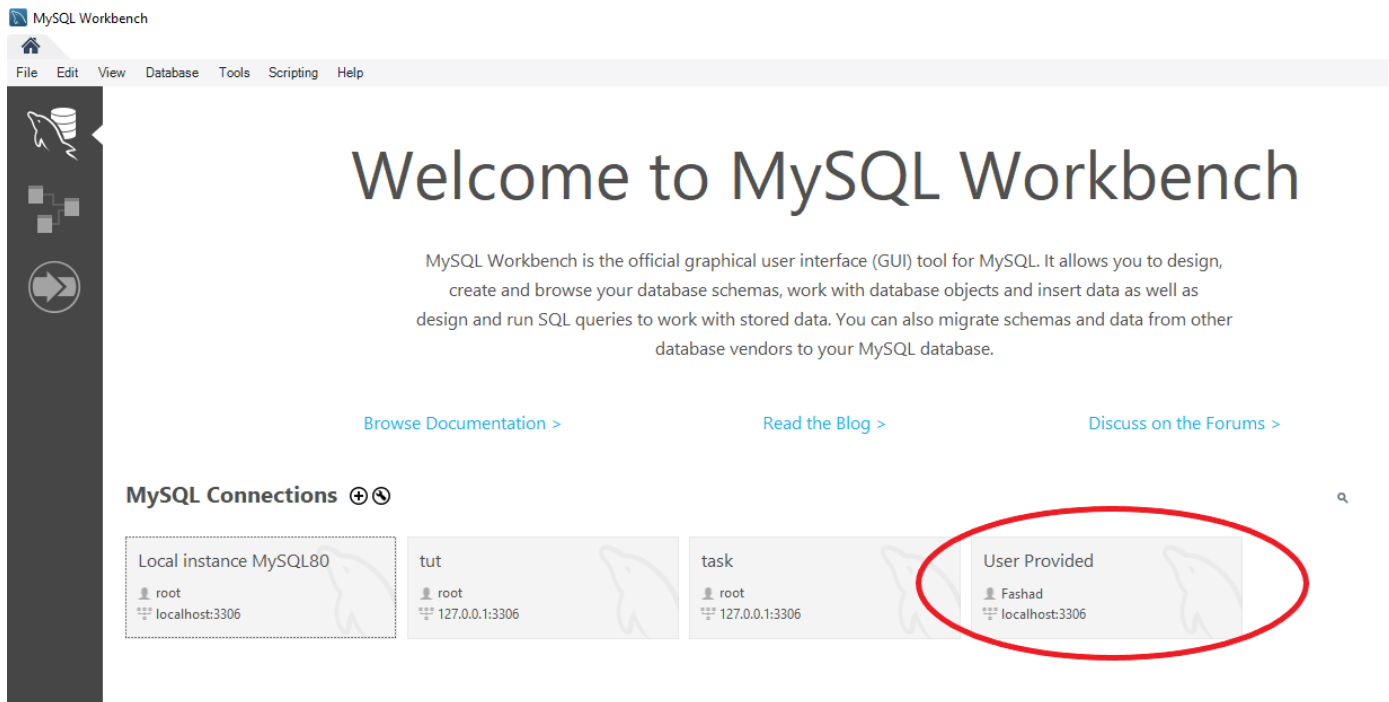 MySQL Workbench
File Edit View Database Tools Scripting Help
Welcome to MySQL Workbench
MySQL Workbench is the official graphical user interface (GUI) tool for MySQL. It allows you to design,
create and browse your database schemas, work with database objects and insert data as well as
design and run SQL queries to work with stored data. You can also migrate schemas and data from other
database vendors to your MySQL database.
Browse Documentation > Read the Blog > Discuss on the Forums >
MySQL Connections
Local instance MySQL80
root
localhost:3306
tut
root
127.0.0.1:3306
task
root
127.0.0.1:3306
User Provided
Fashad
localhost:3306